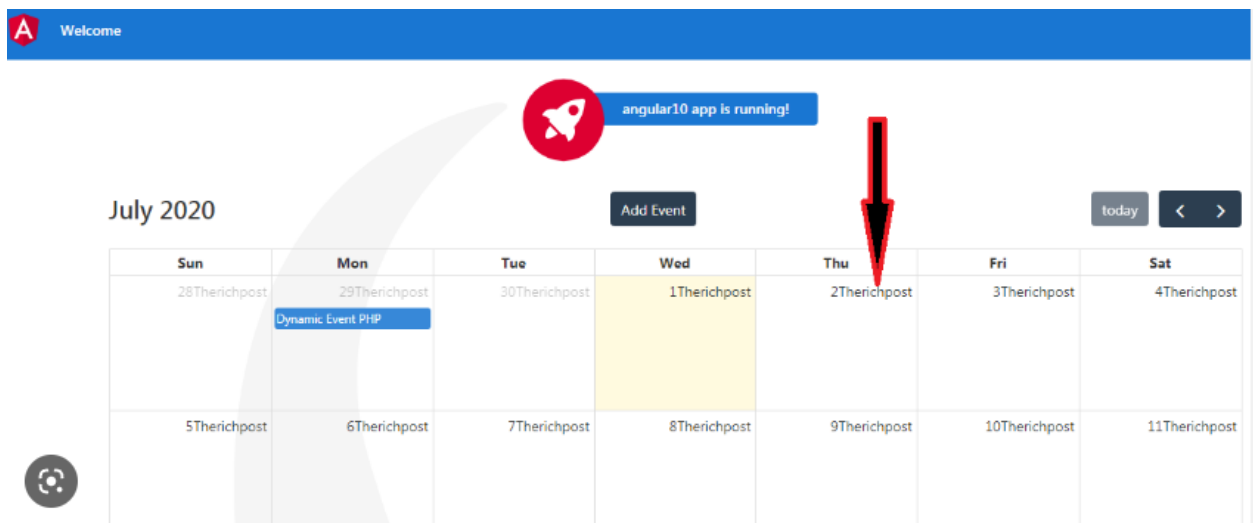 A Welcome
angular10 app is running!
July 2020 Add Event today
Sun Mon Tue Wed Thu Fri Sat
28Therichpost 29Therichpost 30Therichpost 1Therichpost 2Therichpost 3Therichpost 4Therichpost
Dynamic Event PHP
5Therichpost 6Therichpost 7Therichpost 8Therichpost 9Therichpost 10Therichpost 11Therichpost